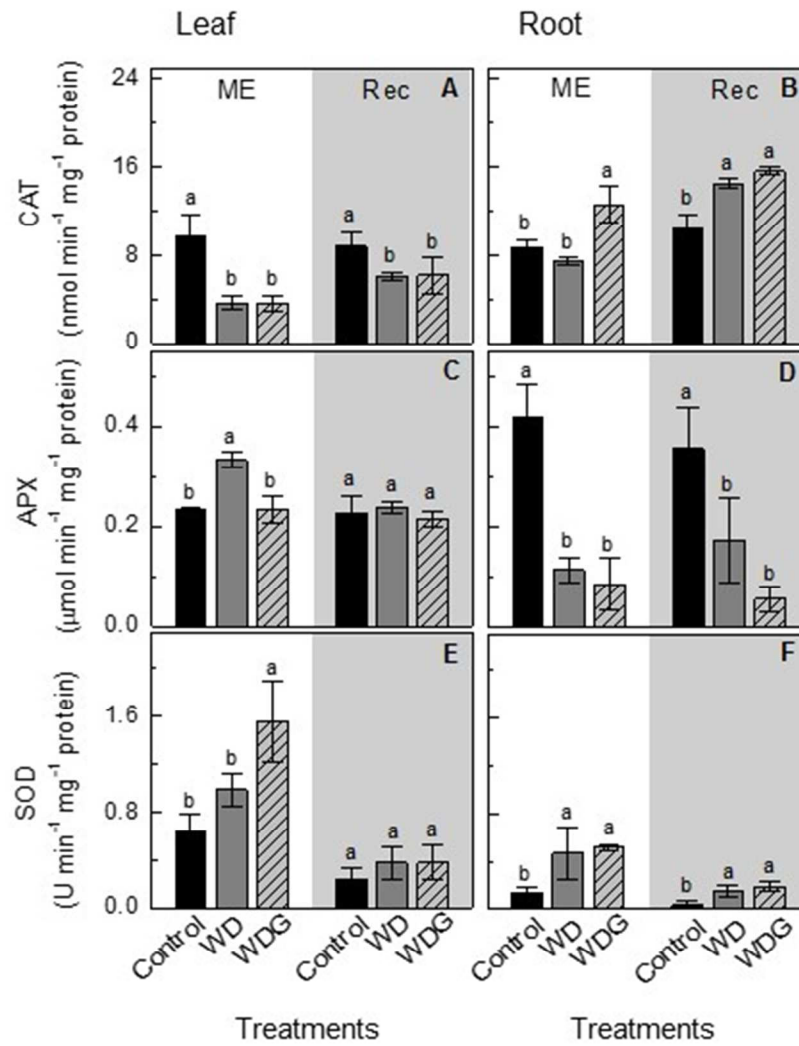 Leaf Root
ME Rec A ME Rec B
CAT
(nmol min⁻¹ mg⁻¹ protein)
24
16
8
0
a b b a b b
b b a b a a
C D
APX
(μmol min⁻¹ mg⁻¹ protein)
0.4
0.2
0.0
b a b a a a
a b b a b b
E F
SOD
(U min⁻¹ mg⁻¹ protein)
1.6
0.8
0.0
b b a a a a
b a a b a a
Control WD WDG Control WD WDG Control WD WDG Control WD WDG
Treatments Treatments